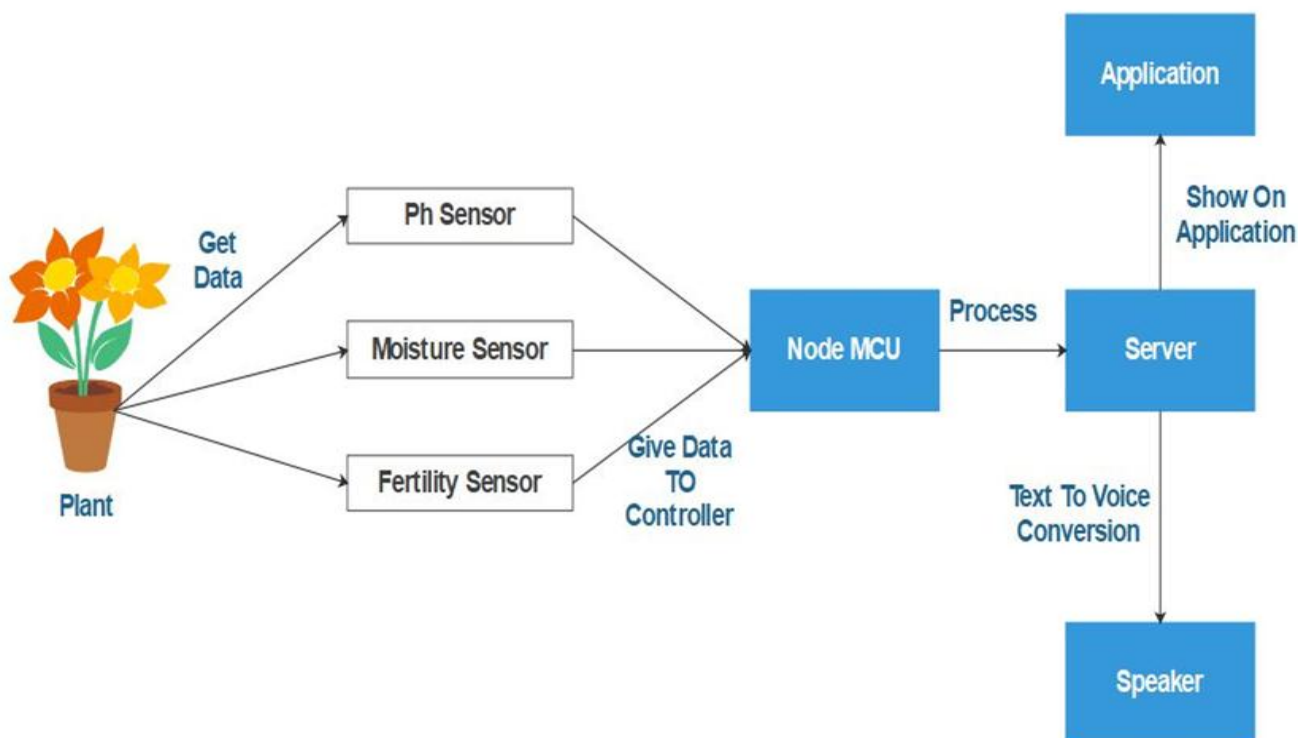 Application
Show On
Application
Ph Sensor
Get
Data
Moisture Sensor
Node MCU
Process
Server
Fertility Sensor
Give Data
TO
Controller
Plant
Text To Voice
Conversion
Speaker